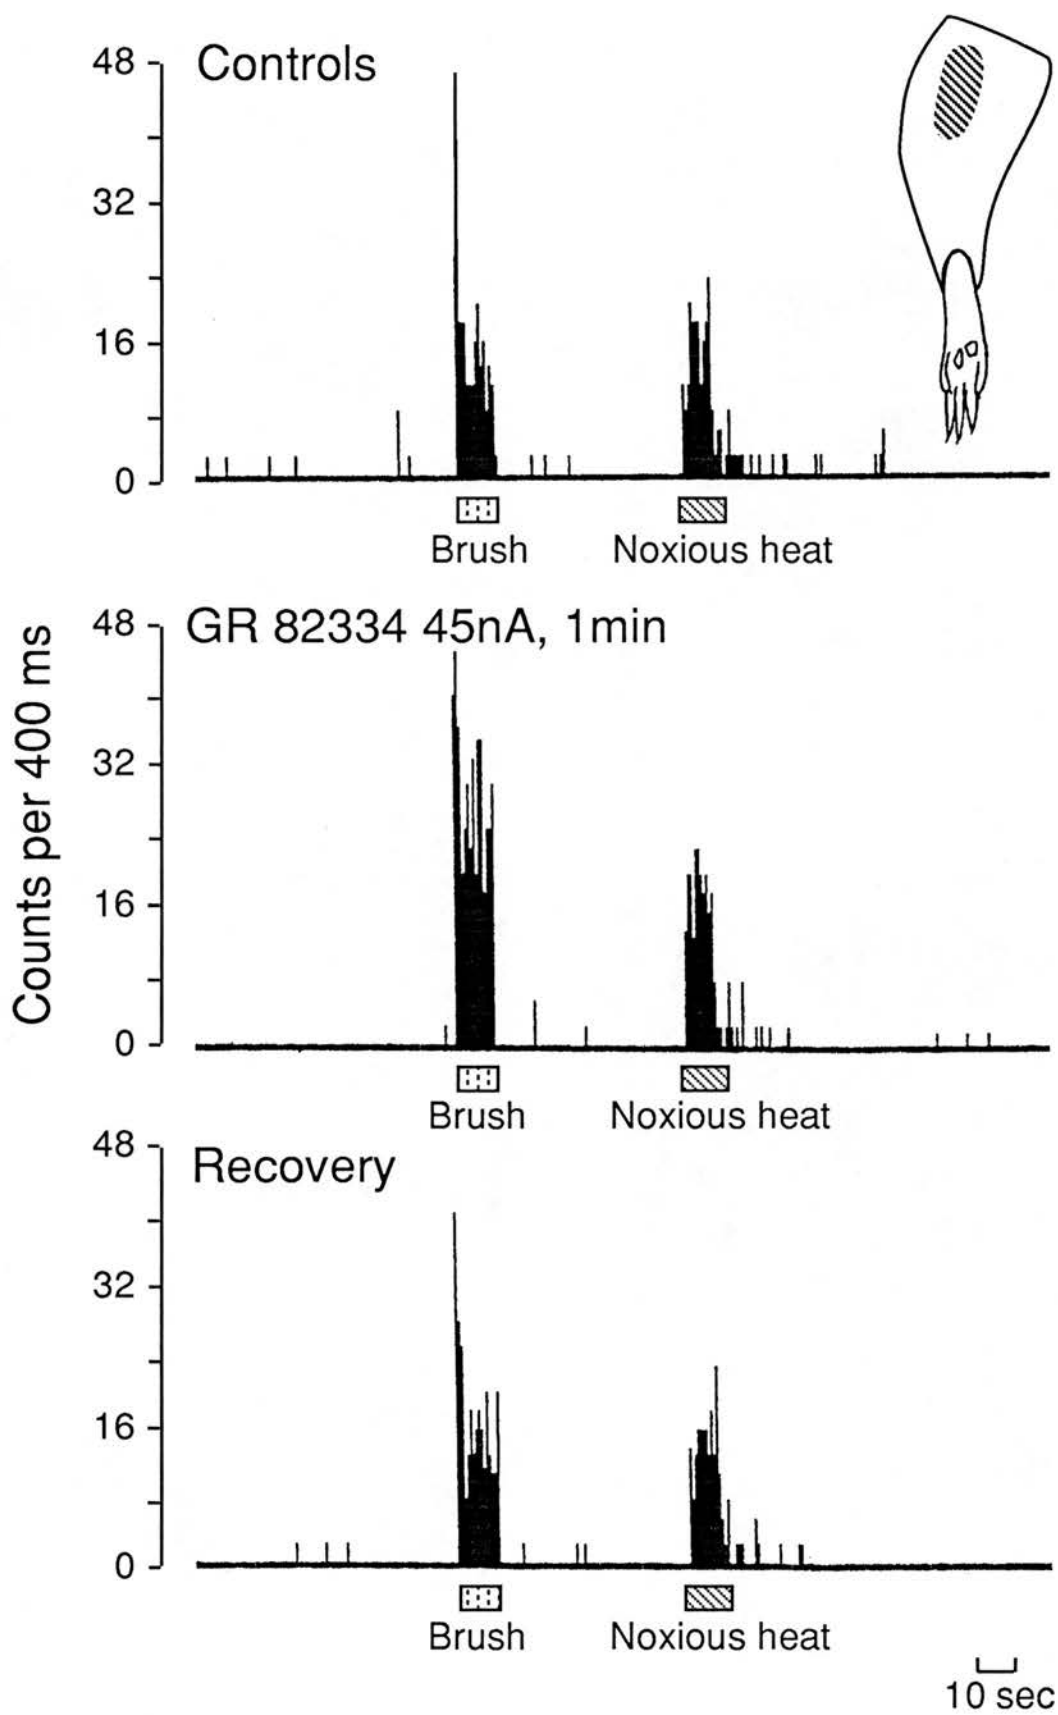 Counts per 400 ms
48
Controls
32
16
0
Brush
Noxious heat
48
GR 82334 45nA, 1min
32
16
0
Brush
Noxious heat
48
Recovery
32
16
0
Brush
Noxious heat
10 sec